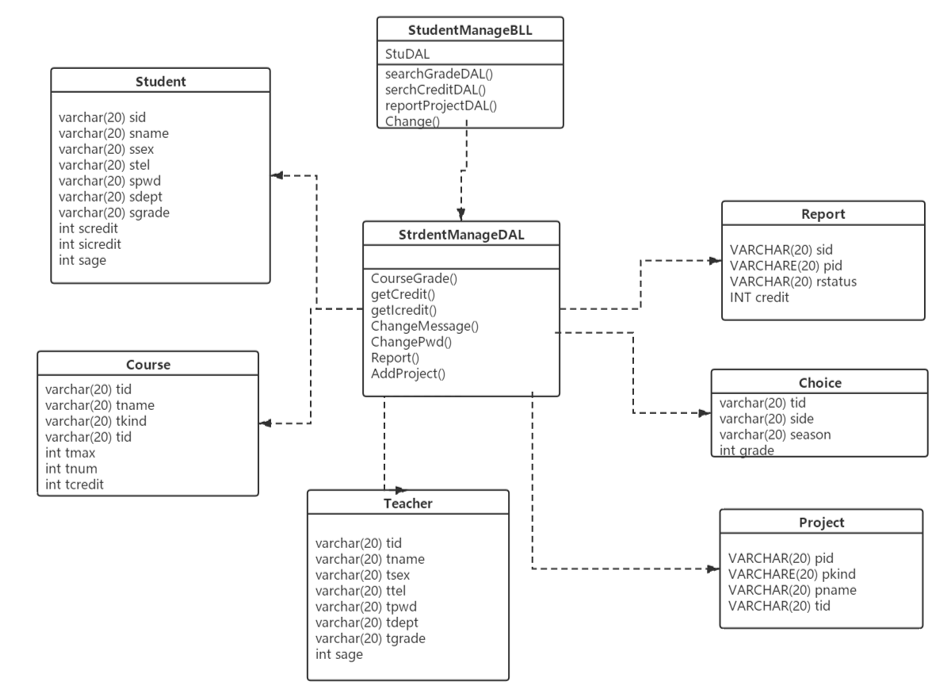 StudentManageBLL
StuDAL
searchGradeDAL()
serchCreditDAL()
reportProjectDAL()
Change()
Student
varchar(20) sid
varchar(20) sname
varchar(20) ssex
varchar(20) stel
varchar(20) spwd
varchar(20) sdept
varchar(20) sgrade
int scredit
int sicredit
int sage
StrdentManageDAL
CourseGrade()
getCredit()
getIcredit()
ChangeMessage()
ChangePwd()
Report()
AddProject()
Report
VARCHAR(20) sid
VARCHARE(20) pid
VARCHAR(20) rstatus
INT credit
Course
varchar(20) tid
varchar(20) tname
varchar(20) tkind
varchar(20) tid
int tmax
int tnum
int tcredit
Choice
varchar(20) tid
varchar(20) side
varchar(20) season
int grade
Teacher
varchar(20) tid
varchar(20) tname
varchar(20) tsex
varchar(20) ttel
varchar(20) tpwd
varchar(20) tdept
varchar(20) tgrade
int sage
Project
VARCHAR(20) pid
VARCHARE(20) pkind
VARCHAR(20) pname
VARCHAR(20) tid